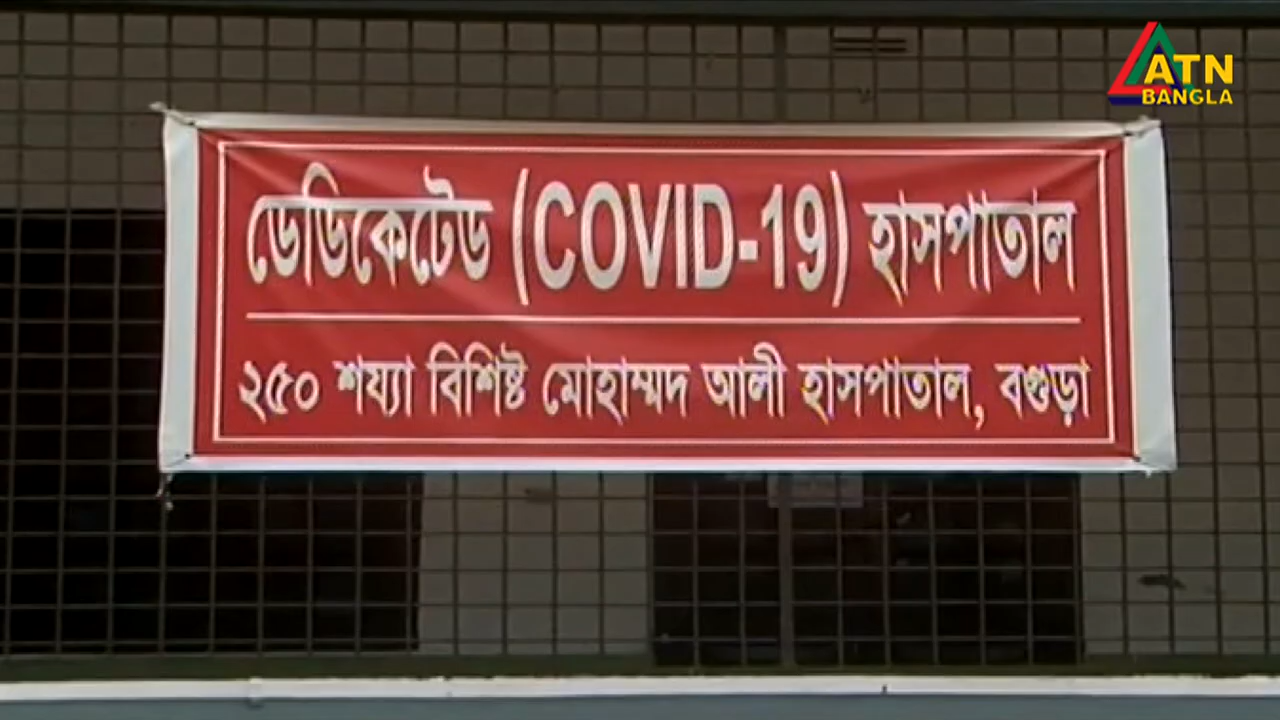 ATN
BANGLA
ডেডিকেটেড (COVID-19) হাসপাতাল
২৫০ শয্যা বিশিষ্ট মোহাম্মদ আলী হাসপাতাল, বগুড়া